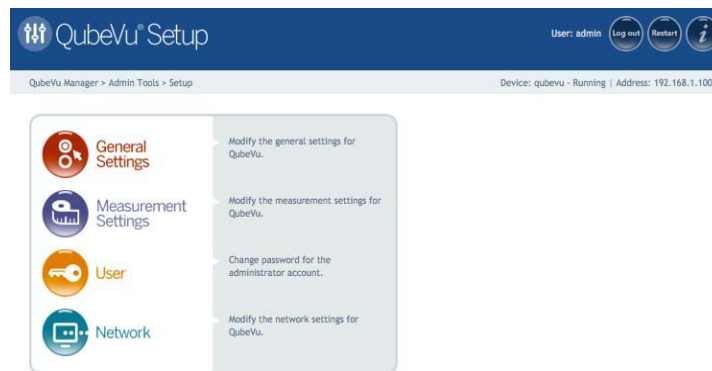 QubeVu® Setup
User: admin
Log out
Restart
i
QubeVu Manager > Admin Tools > Setup
Device: qubevu - Running | Address: 192.168.1.100
General
Settings
Modify the general settings for
QubeVu.
Measurement
Settings
Modify the measurement settings for
QubeVu.
User
Change password for the
administrator account.
Network
Modify the network settings for
QubeVu.